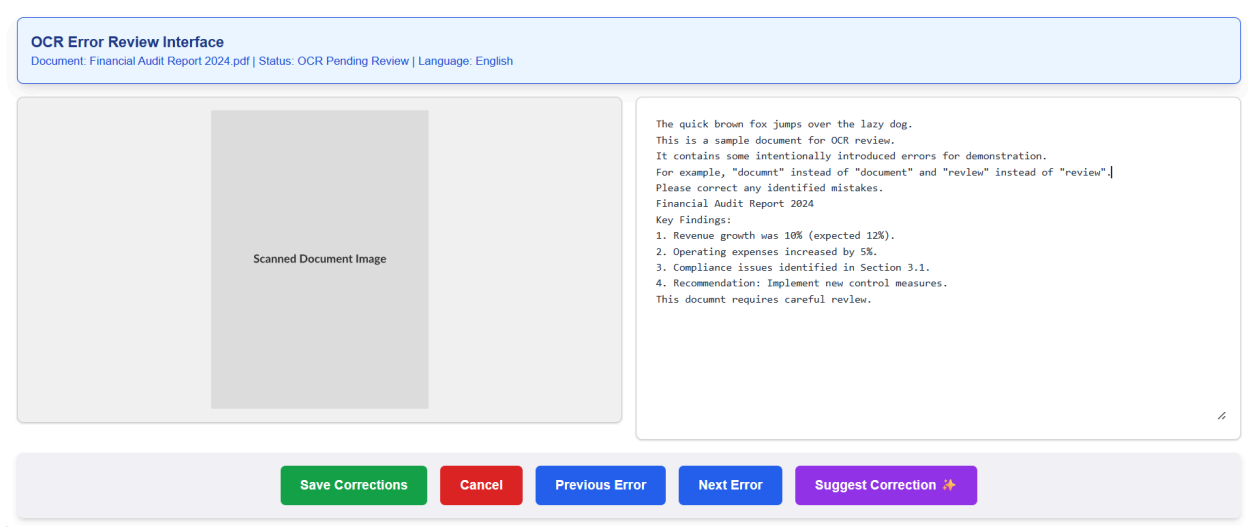 OCR Error Review Interface
Document: Financial Audit Report 2024.pdf | Status: OCR Pending Review | Language: English
Scanned Document Image
The quick brown fox jumps over the lazy dog.
This is a sample document for OCR review.
It contains some intentionally introduced errors for demonstration.
For example, "documnt" instead of "document" and "revlew" instead of "review".
Please correct any identified mistakes.
Financial Audit Report 2024
Key Findings:
1. Revenue growth was 10% (expected 12%).
2. Operating expenses increased by 5%.
3. Compliance issues identified in Section 3.1.
4. Recommendation: Implement new control measures.
This documnt requires careful revlew.
Save Corrections
Cancel
Previous Error
Next Error
Suggest Correction ✨